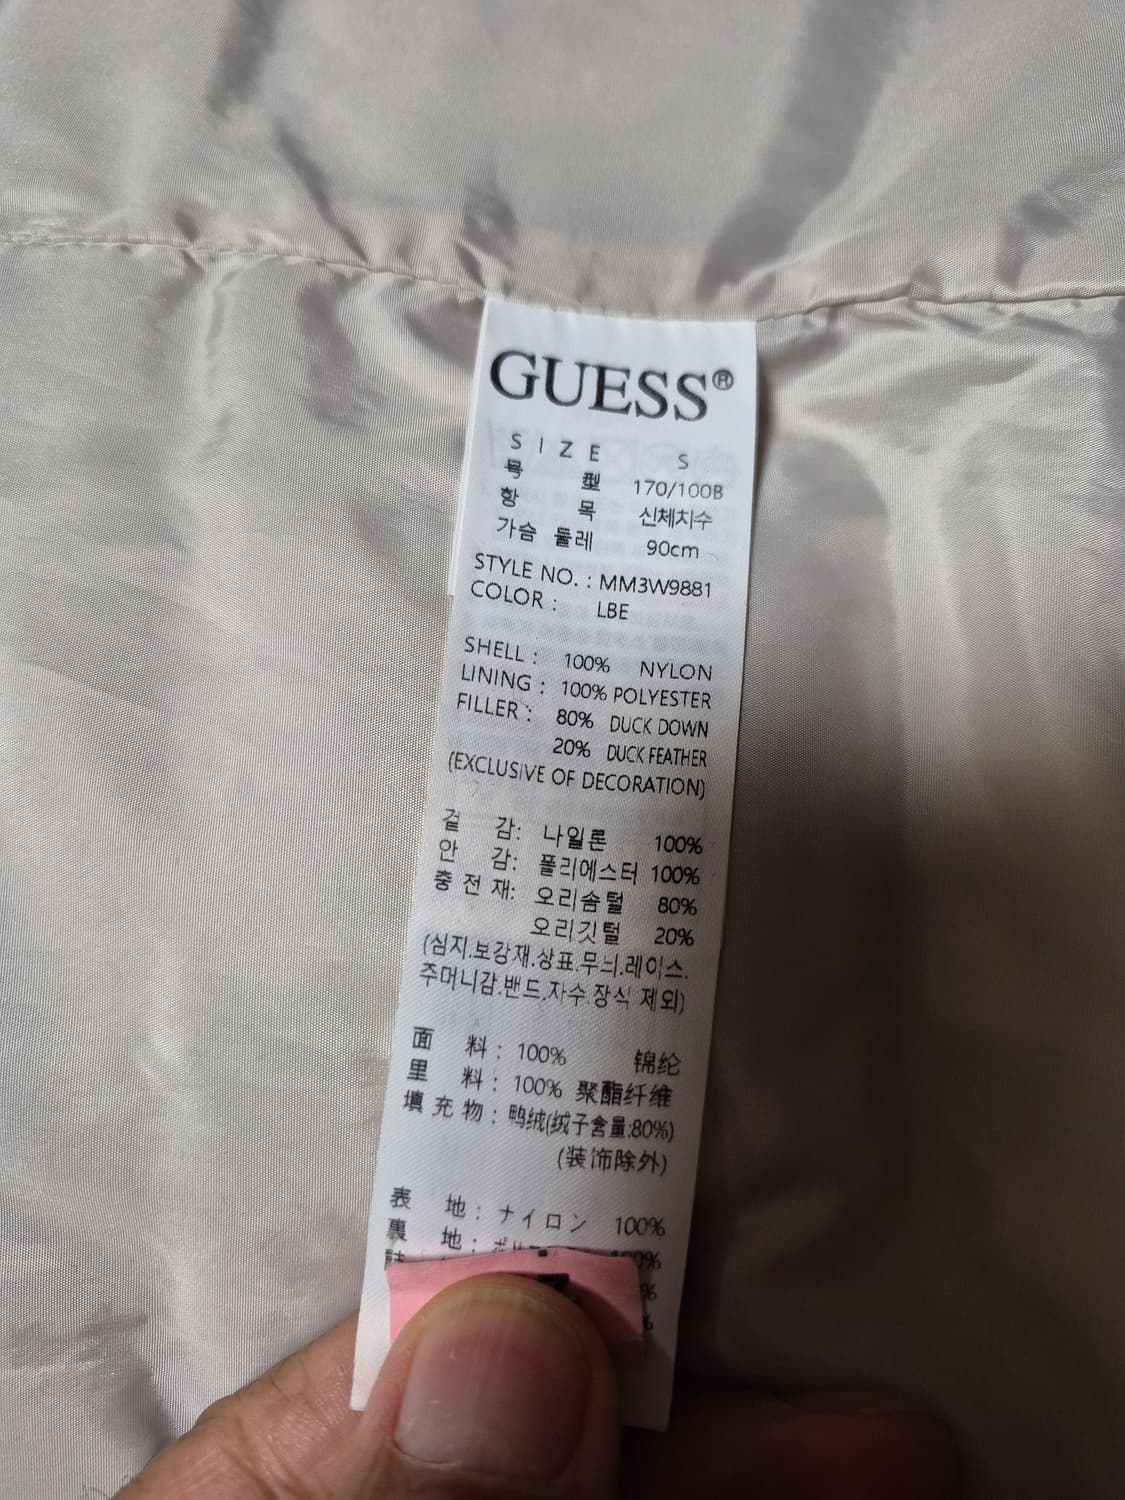 GUESS®
SIZE S
号型 170/100B
항목 신체치수
가슴둘레 90cm
STYLE NO. : MM3W9881
COLOR : LBE
SHELL : 100% NYLON
LINING : 100% POLYESTER
FILLER : 80% DUCK DOWN
20% DUCK FEATHER
(EXCLUSIVE OF DECORATION)
겉감: 나일론 100%
안감: 폴리에스터 100%
충전재: 오리솜털 80%
오리깃털 20%
(심지.보강재.상표.무늬.레이스.
주머니감.밴드.자수.장식 제외)
面料 : 100% 锦纶
里料 : 100% 聚酯纤维
填充物 : 鸭绒(绒子含量:80%)
(装饰除外)
表地 : ナイロン 100%
裏地 :